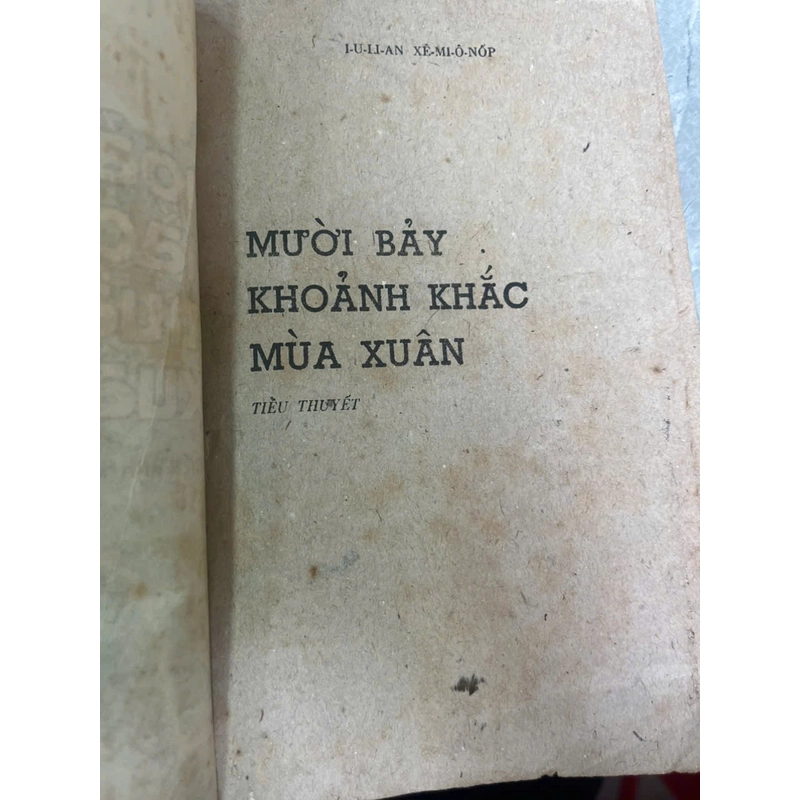 I-U-LI-AN XÊ-MI-Ô-NỐP
MƯỜI BẢY
KHOẢNH KHẮC
MÙA XUÂN
TIỂU THUYẾT